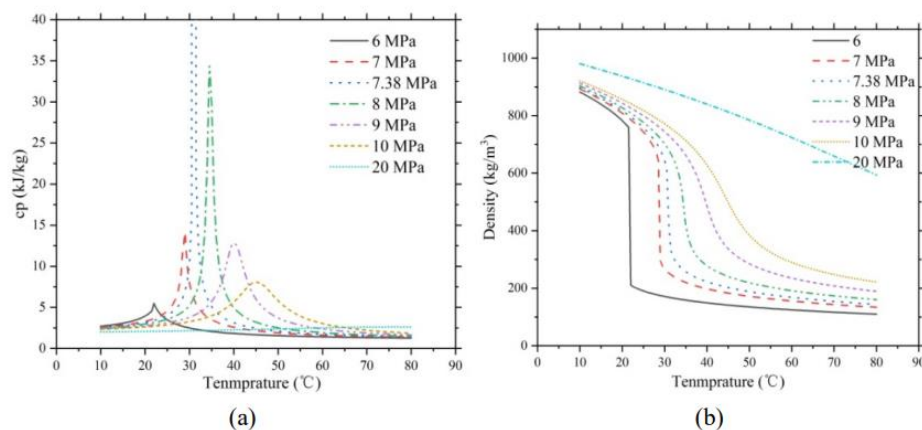 (a)
40
35
30
25
20
15
10
5
0
cp (kJ/kg)
0 10 20 30 40 50 60 70 80 90
Tenmprature (℃)
6 MPa
7 MPa
7.38 MPa
8 MPa
9 MPa
10 MPa
20 MPa
(a)
(b)
1000
800
600
400
200
0
Density (kg/m³)
0 10 20 30 40 50 60 70 80 90
Tenmprature (℃)
6
7 MPa
7.38 MPa
8 MPa
9 MPa
10 MPa
20 MPa
(b)